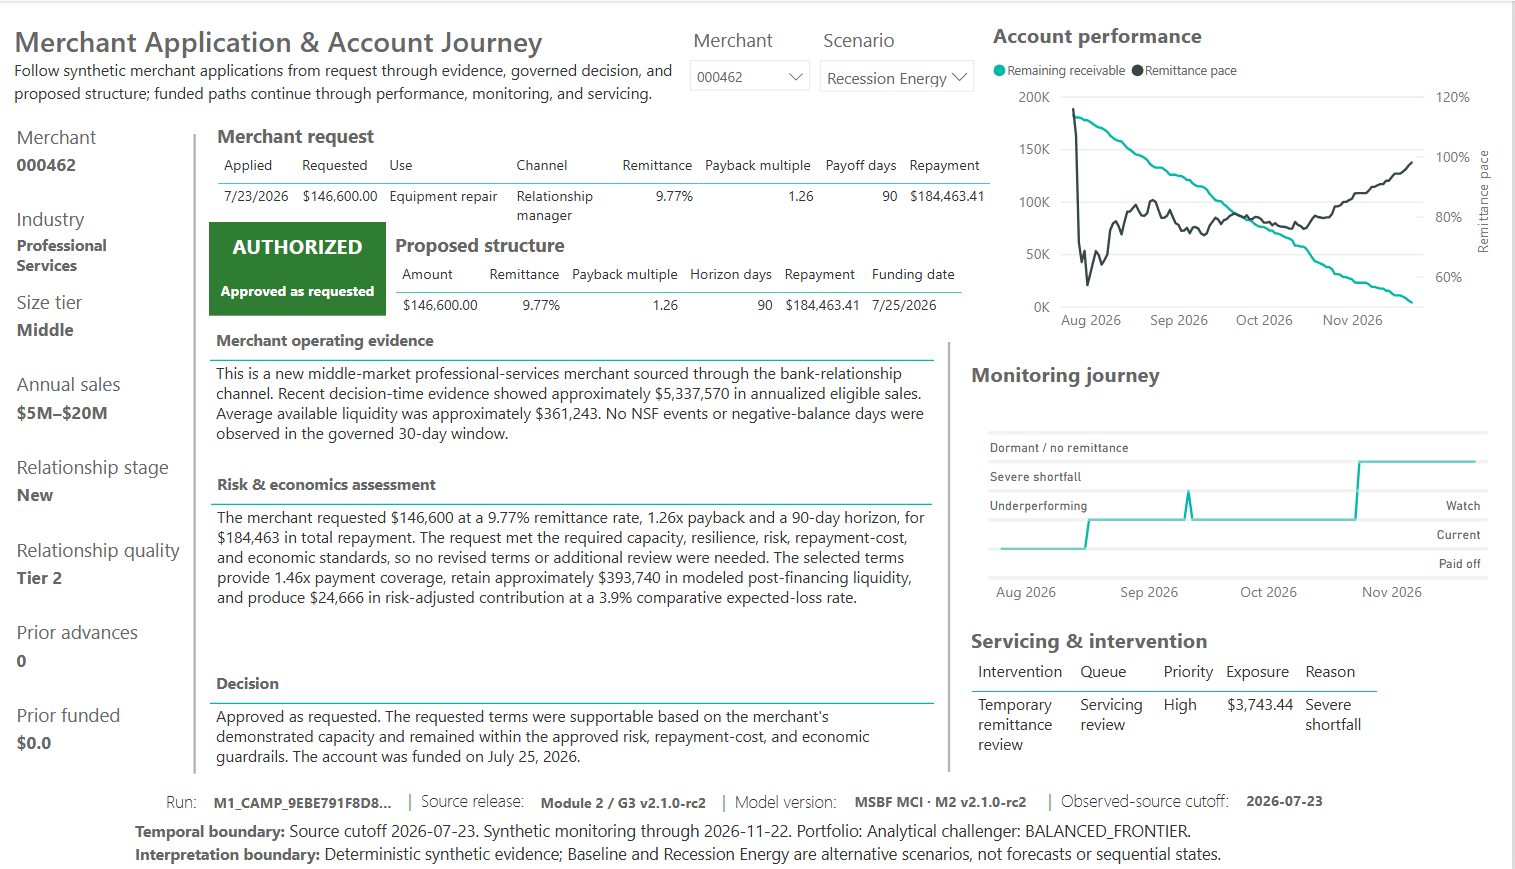 Merchant Application & Account Journey
Follow synthetic merchant applications from request through evidence, governed decision, and
proposed structure; funded paths continue through performance, monitoring, and servicing.
Merchant
000462
Scenario
Recession Energy
Merchant
000462
Industry
Professional
Services
Size tier
Middle
Annual sales
$5M–$20M
Relationship stage
New
Relationship quality
Tier 2
Prior advances
0
Prior funded
$0.0
Merchant request
Applied Requested Use Channel Remittance Payback multiple Payoff days Repayment
7/23/2026 $146,600.00 Equipment repair Relationship 9.77% 1.26 90 $184,463.41
manager
AUTHORIZED
Approved as requested
Proposed structure
Amount Remittance Payback multiple Horizon days Repayment Funding date
$146,600.00 9.77% 1.26 90 $184,463.41 7/25/2026
Merchant operating evidence
This is a new middle-market professional-services merchant sourced through the bank-relationship
channel. Recent decision-time evidence showed approximately $5,337,570 in annualized eligible sales.
Average available liquidity was approximately $361,243. No NSF events or negative-balance days were
observed in the governed 30-day window.
Risk & economics assessment
The merchant requested $146,600 at a 9.77% remittance rate, 1.26x payback and a 90-day horizon, for
$184,463 in total repayment. The request met the required capacity, resilience, risk, repayment-cost,
and economic standards, so no revised terms or additional review were needed. The selected terms
provide 1.46x payment coverage, retain approximately $393,740 in modeled post-financing liquidity,
and produce $24,666 in risk-adjusted contribution at a 3.9% comparative expected-loss rate.
Decision
Approved as requested. The requested terms were supportable based on the merchant's
demonstrated capacity and remained within the approved risk, repayment-cost, and economic
guardrails. The account was funded on July 25, 2026.
Account performance
Remaining receivable Remittance pace
200K
150K
100K
50K
0K
120%
100%
80%
60%
Remittance pace
Aug 2026 Sep 2026 Oct 2026 Nov 2026
Monitoring journey
Dormant / no remittance
Severe shortfall
Underperforming
Watch
Current
Paid off
Aug 2026 Sep 2026 Oct 2026 Nov 2026
Servicing & intervention
Intervention Queue Priority Exposure Reason
Temporary Servicing High $3,743.44 Severe
remittance review shortfall
review
Run: M1_CAMP_9EBE791F8D8... | Source release: Module 2 / G3 v2.1.0-rc2 | Model version: MSBF MCI · M2 v2.1.0-rc2 | Observed-source cutoff: 2026-07-23
Temporal boundary: Source cutoff 2026-07-23. Synthetic monitoring through 2026-11-22. Portfolio: Analytical challenger: BALANCED_FRONTIER.
Interpretation boundary: Deterministic synthetic evidence; Baseline and Recession Energy are alternative scenarios, not forecasts or sequential states.